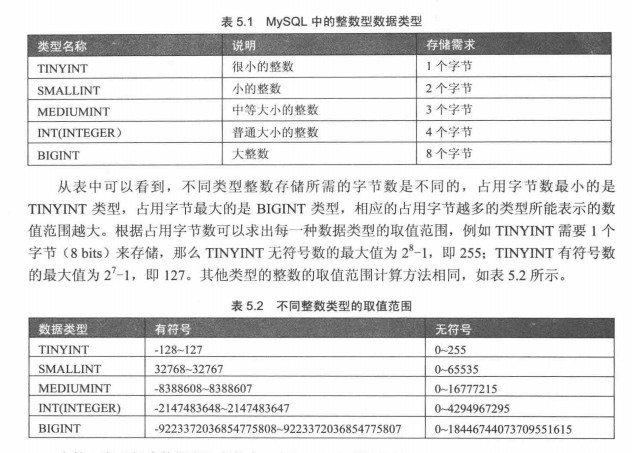 表 5.1 MySQL 中的整数型数据类型
类型名称 说明 存储需求
TINYINT 很小的整数 1 个字节
SMALLINT 小的整数 2 个字节
MEDIUMINT 中等大小的整数 3 个字节
INT(INTEGER) 普通大小的整数 4 个字节
BIGINT 大整数 8 个字节
从表中可以看到，不同类型整数存储所需的字节数是不同的，占用字节数最小的是
TINYINT 类型，占用字节最大的是 BIGINT 类型，相应的占用字节越多的类型所能表示的数
值范围越大。根据占用字节数可以求出每一种数据类型的取值范围，例如 TINYINT 需要 1 个
字节（8 bits）来存储，那么 TINYINT 无符号数的最大值为 2⁸-1，即 255；TINYINT 有符号数
的最大值为 2⁷-1，即 127。其他类型的整数的取值范围计算方法相同，如表 5.2 所示。
表 5.2 不同整数类型的取值范围
数据类型 有符号 无符号
TINYINT -128~127 0~255
SMALLINT 32768~32767 0~65535
MEDIUMINT -8388608~8388607 0~16777215
INT(INTEGER) -2147483648~2147483647 0~4294967295
BIGINT -9223372036854775808~9223372036854775807 0~18446744073709551615